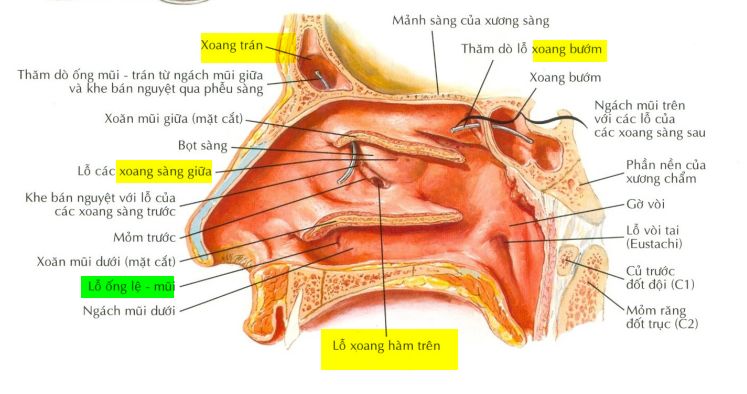 Xoang trán
Thăm dò ống mũi - trán từ ngách mũi giữa
và khe bán nguyệt qua phễu sàng
Xoăn mũi giữa (mặt cắt)
Bọt sàng
Lỗ các xoang sàng giữa
Khe bán nguyệt với lỗ của
các xoang sàng trước
Mỏm trước
Xoăn mũi dưới (mặt cắt)
Lỗ ống lệ - mũi
Ngách mũi dưới
Lỗ xoang hàm trên
Mảnh sàng của xương sàng
Thăm dò lỗ xoang bướm
Xoang bướm
Ngách mũi trên
với các lỗ của
các xoang sàng sau
Phần nền của
xương chẩm
Gờ vòi
Lỗ vòi tai
(Eustachi)
Củ trước
đốt đội (C1)
Mỏm răng
đốt trục (C2)